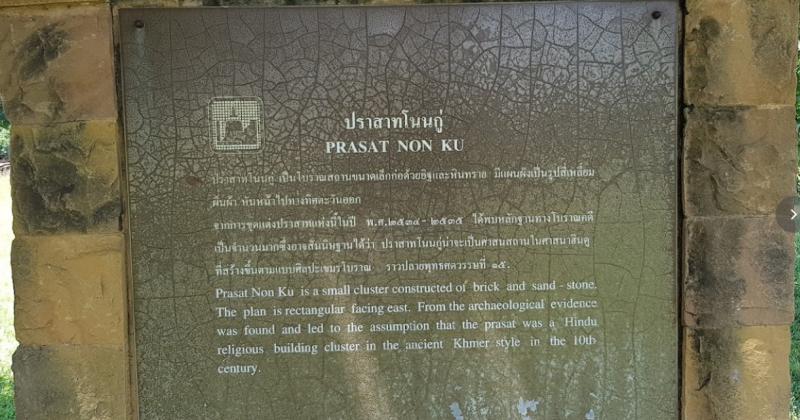 ปราสาทโนนกู่
PRASAT NON KU
ปราสาทโนนกู่ เป็นโบราณสถานขนาดเล็กก่อด้วยอิฐและหินทราย มีแผนผังเป็นรูปสี่เหลี่ยม
ผืนผ้า หันหน้าไปทางทิศตะวันออก
จากการขุดแต่งปราสาทแห่งนี้ในปี พ.ศ.๒๕๓๔-๒๕๓๕ ได้พบหลักฐานทางโบราณคดี
เป็นจำนวนมากซึ่งอาจสันนิษฐานได้ว่า ปราสาทโนนกู่น่าจะเป็นศาสนสถานในศาสนาฮินดู
ที่สร้างขึ้นตามแบบศิลปะเขมรโบราณ ราวปลายพุทธศตวรรษที่ ๑๕.
Prasat Non Ku is a small cluster constructed of brick and sand - stone.
The plan is rectangular facing east. From the archaeological evidence
was found and led to the assumption that the prasat was a Hindu
religious building cluster in the ancient Khmer style in the 10th
century.